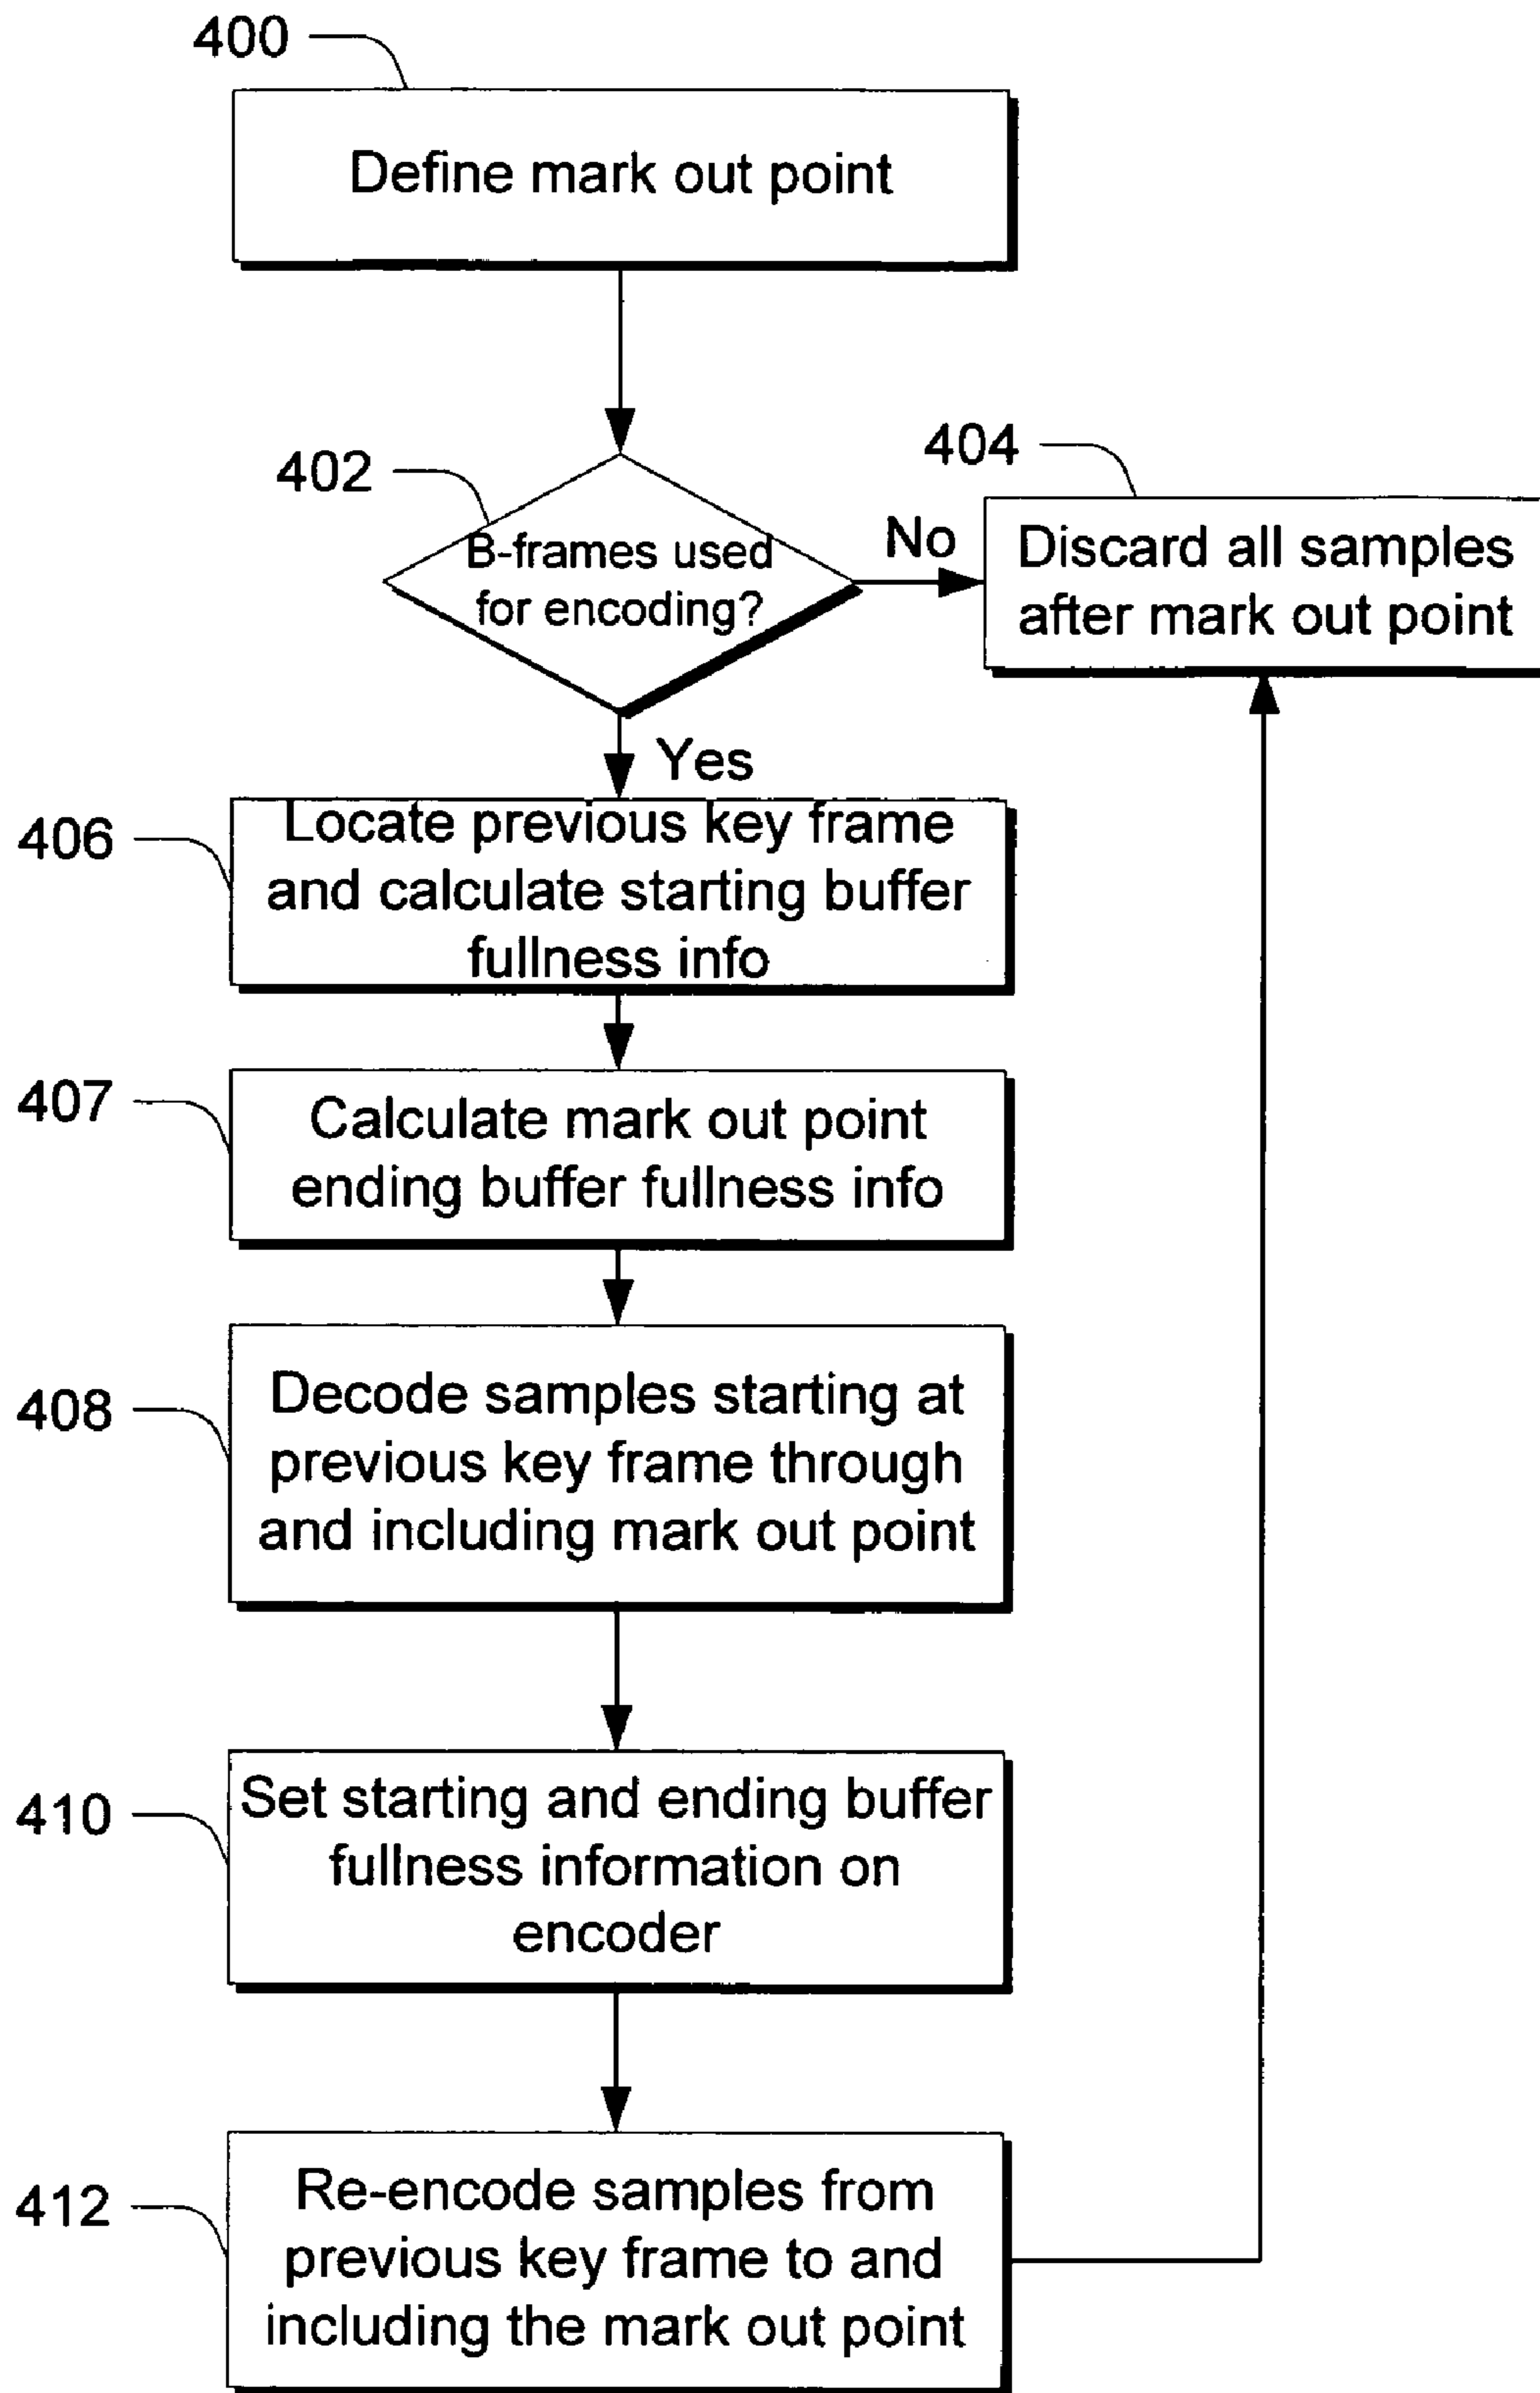 400
Define mark out point
402
B-frames used
for encoding?
No
404
Discard all samples
after mark out point
Yes
406
Locate previous key frame
and calculate starting buffer
fullness info
407
Calculate mark out point
ending buffer fullness info
408
Decode samples starting at
previous key frame through
and including mark out point
410
Set starting and ending buffer
fullness information on
encoder
412
Re-encode samples from
previous key frame to and
including the mark out point